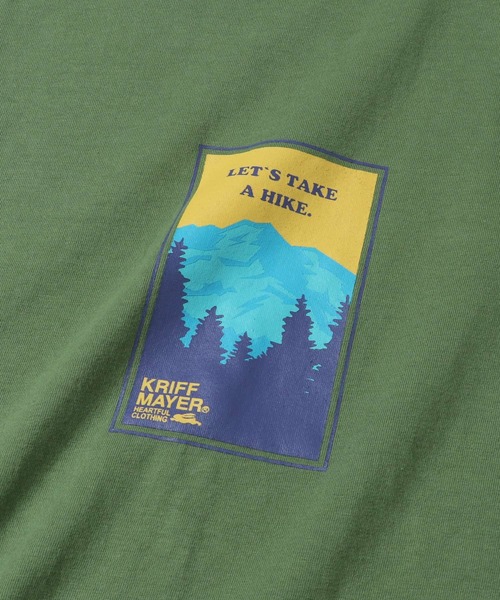 LET`S TAKE
A HIKE.
KRIFF
MAYER®
HEARTFUL
CLOTHING